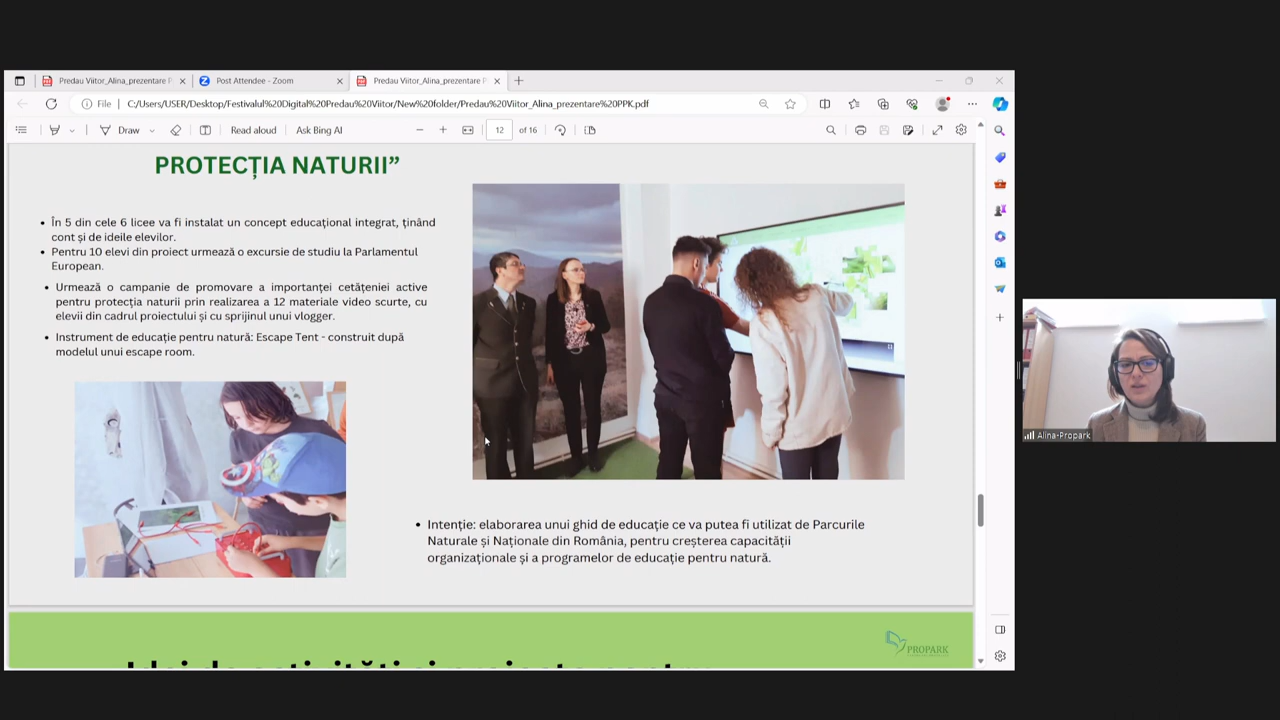 Predau Viitor_Alina_prezentare P
Post Attendee - Zoom
Predau Viitor_Alina_prezentare P
File
C:/Users/USER/Desktop/Festivalul%20Digital%20Predau%20Viitor/New%20folder/Predau%20Viitor_Alina_prezentare%20PPK.pdf
Draw
Read aloud
Ask Bing AI
12
of 16
PROTECȚIA NATURII”
• În 5 din cele 6 licee va fi instalat un concept educațional integrat, ținând
cont și de ideile elevilor.
• Pentru 10 elevi din proiect urmează o excursie de studiu la Parlamentul
European.
• Urmează o campanie de promovare a importanței cetățeniei active
pentru protecția naturii prin realizarea a 12 materiale video scurte, cu
elevii din cadrul proiectului și cu sprijinul unui vlogger.
• Instrument de educație pentru natură: Escape Tent - construit după
modelul unui escape room.
• Intenție: elaborarea unui ghid de educație ce va putea fi utilizat de Parcurile
Naturale și Naționale din România, pentru creșterea capacității
organizaționale și a programelor de educație pentru natură.
PROPARK
Alina-Propark